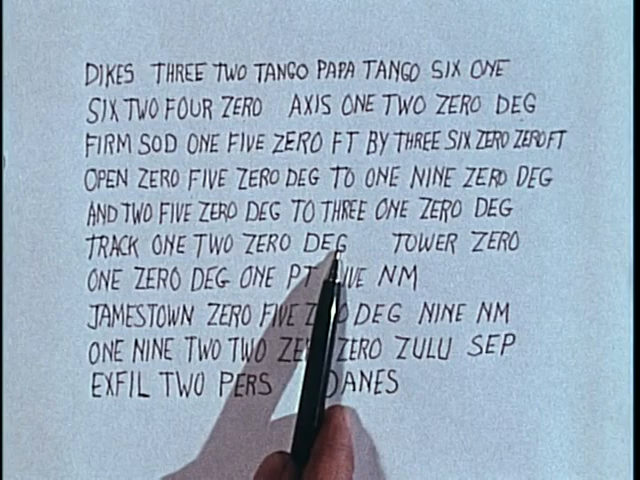 DIKES THREE TWO TANGO PAPA TANGO SIX ONE
SIX TWO FOUR ZERO AXIS ONE TWO ZERO DEG
FIRM SOD ONE FIVE ZERO FT BY THREE SIX ZERO ZERO FT
OPEN ZERO FIVE ZERO DEG TO ONE NINE ZERO DEG
AND TWO FIVE ZERO DEG TO THREE ONE ZERO DEG
TRACK ONE TWO ZERO DEG TOWER ZERO
ONE ZERO DEG ONE PT FIVE NM
JAMESTOWN ZERO FIVE ZERO DEG NINE NM
ONE NINE TWO TWO ZERO ZERO ZULU SEP
EXFIL TWO PERS DANES